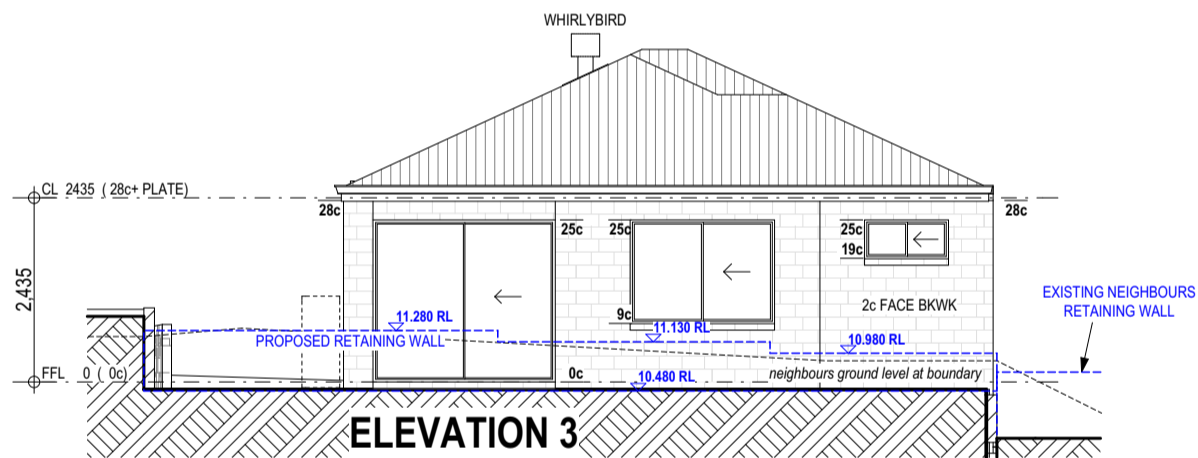 WHIRLYBIRD
CL 2435 ( 28c+ PLATE)
28c
28c
25c
25c
25c
19c
2,435
2c FACE BKWK
EXISTING NEIGHBOURS
RETAINING WALL
11.280 RL
9c
11.130 RL
10.980 RL
PROPOSED RETAINING WALL
FFL 0 ( 0c)
0c
10.480 RL
neighbours ground level at boundary
ELEVATION 3